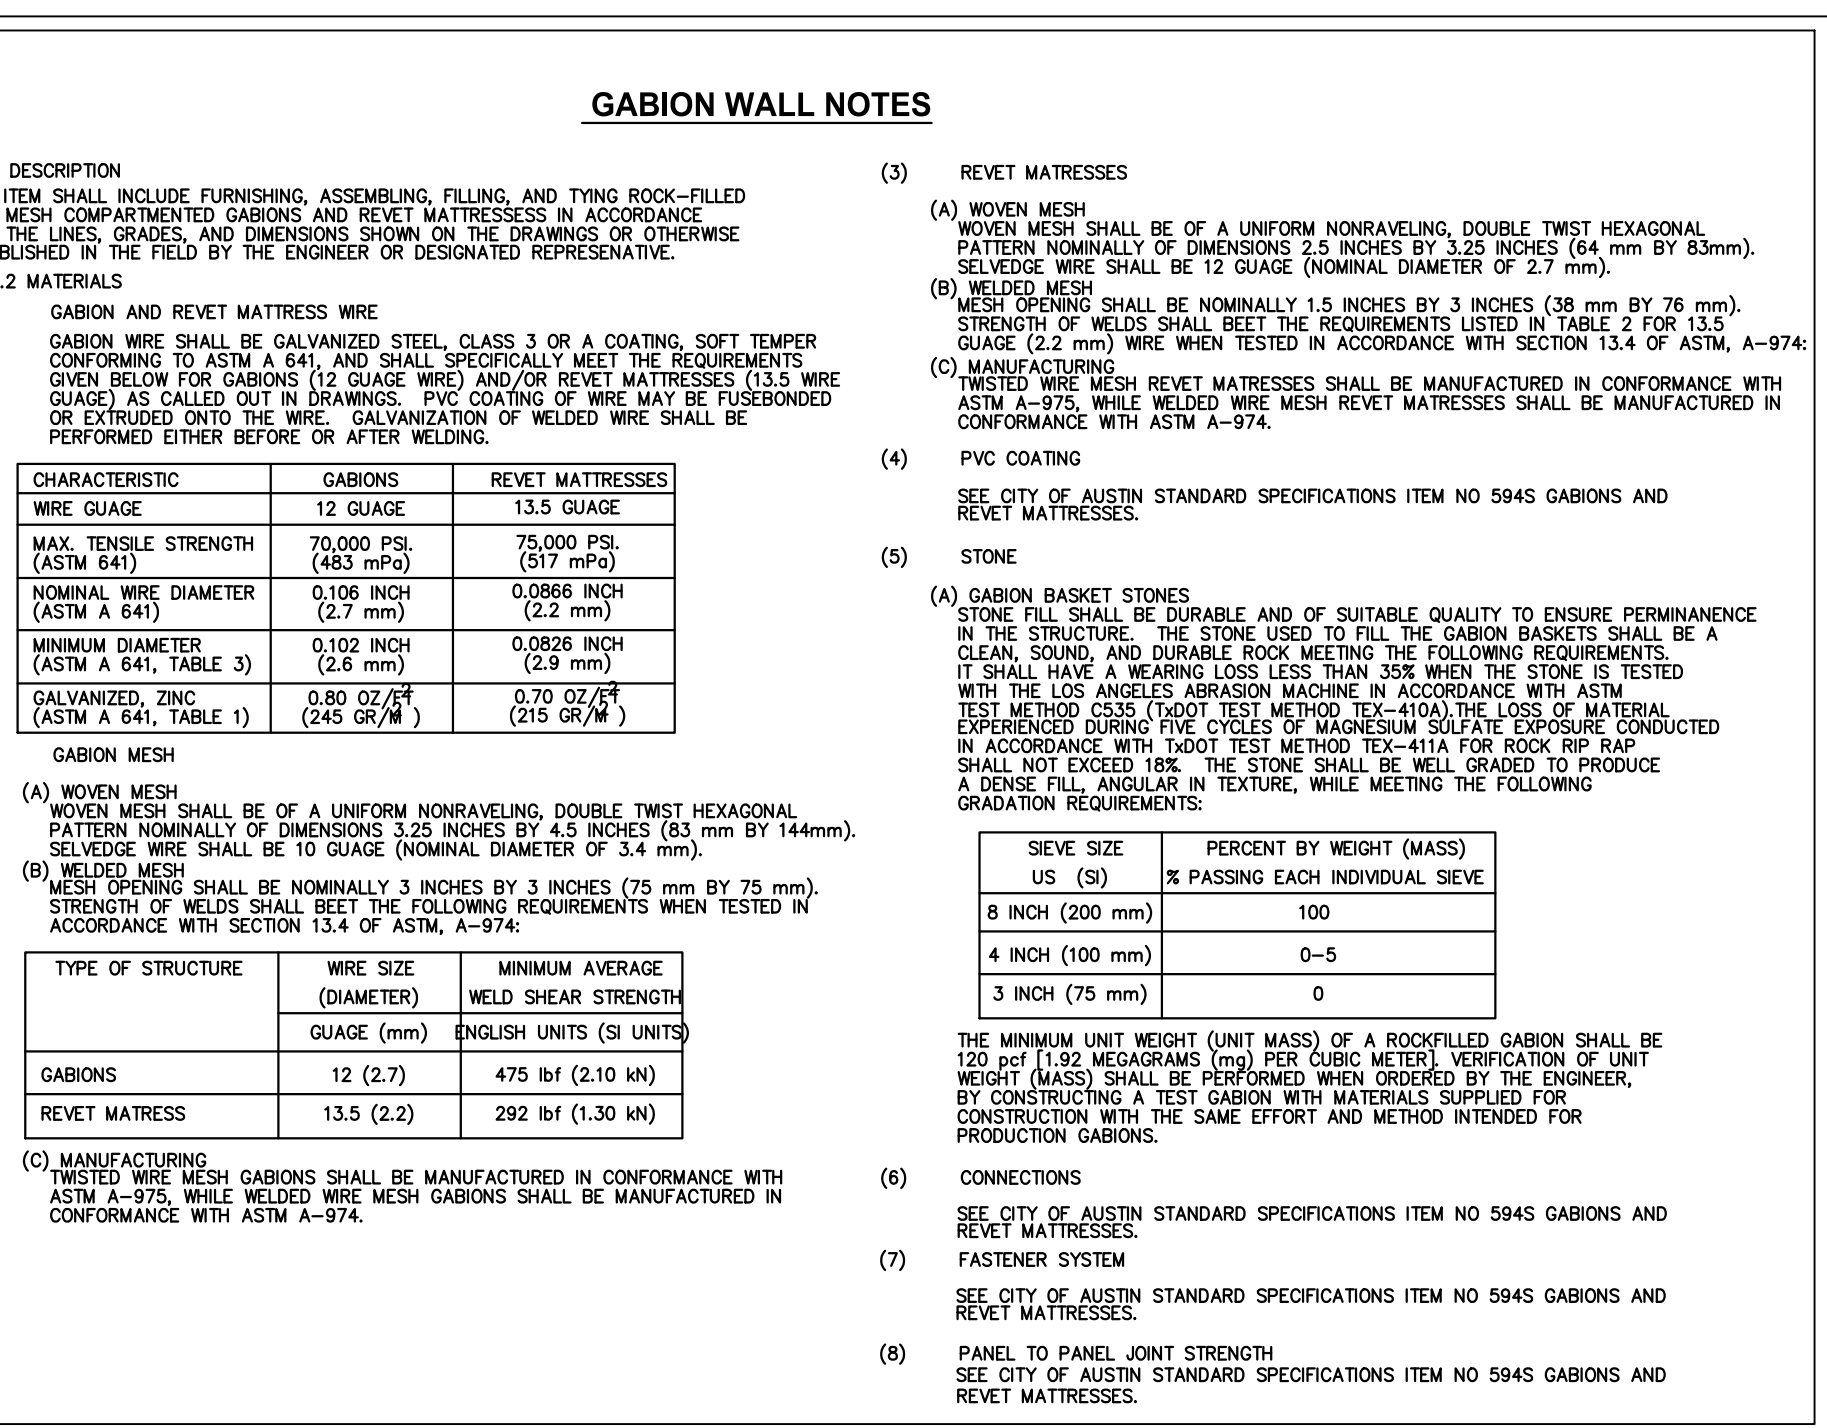 GABION WALL NOTES
DESCRIPTION
ITEM SHALL INCLUDE FURNISHING, ASSEMBLING, FILLING, AND TYING ROCK-FILLED
MESH COMPARTMENTED GABIONS AND REVET MATTRESSESS IN ACCORDANCE
THE LINES, GRADES, AND DIMENSIONS SHOWN ON THE DRAWINGS OR OTHERWISE
BLISHED IN THE FIELD BY THE ENGINEER OR DESIGNATED REPRESENATIVE.
.2 MATERIALS
GABION AND REVET MATTRESS WIRE
GABION WIRE SHALL BE GALVANIZED STEEL, CLASS 3 OR A COATING, SOFT TEMPER
CONFORMING TO ASTM A 641, AND SHALL SPECIFICALLY MEET THE REQUIREMENTS
GIVEN BELOW FOR GABIONS (12 GUAGE WIRE) AND/OR REVET MATTRESSES (13.5 WIRE
GUAGE) AS CALLED OUT IN DRAWINGS. PVC COATING OF WIRE MAY BE FUSEBONDED
OR EXTRUDED ONTO THE WIRE. GALVANIZATION OF WELDED WIRE SHALL BE
PERFORMED EITHER BEFORE OR AFTER WELDING.
CHARACTERISTIC GABIONS REVET MATTRESSES
WIRE GUAGE 12 GUAGE 13.5 GUAGE
MAX. TENSILE STRENGTH 70,000 PSI. 75,000 PSI.
(ASTM 641) (483 mPa) (517 mPa)
NOMINAL WIRE DIAMETER 0.106 INCH 0.0866 INCH
(ASTM A 641) (2.7 mm) (2.2 mm)
MINIMUM DIAMETER 0.102 INCH 0.0826 INCH
(ASTM A 641, TABLE 3) (2.6 mm) (2.9 mm)
GALVANIZED, ZINC 0.80 OZ/FT2 0.70 OZ/FT2
(ASTM A 641, TABLE 1) (245 GR/M2 ) (215 GR/M2 )
GABION MESH
(A) WOVEN MESH
WOVEN MESH SHALL BE OF A UNIFORM NONRAVELING, DOUBLE TWIST HEXAGONAL
PATTERN NOMINALLY OF DIMENSIONS 3.25 INCHES BY 4.5 INCHES (83 mm BY 144mm).
SELVEDGE WIRE SHALL BE 10 GUAGE (NOMINAL DIAMETER OF 3.4 mm).
(B) WELDED MESH
MESH OPENING SHALL BE NOMINALLY 3 INCHES BY 3 INCHES (75 mm BY 75 mm).
STRENGTH OF WELDS SHALL BEET THE FOLLOWING REQUIREMENTS WHEN TESTED IN
ACCORDANCE WITH SECTION 13.4 OF ASTM, A-974:
TYPE OF STRUCTURE WIRE SIZE MINIMUM AVERAGE
(DIAMETER) WELD SHEAR STRENGTH
GUAGE (mm) ENGLISH UNITS (SI UNITS)
GABIONS 12 (2.7) 475 lbf (2.10 kN)
REVET MATRESS 13.5 (2.2) 292 lbf (1.30 kN)
(C) MANUFACTURING
TWISTED WIRE MESH GABIONS SHALL BE MANUFACTURED IN CONFORMANCE WITH
ASTM A-975, WHILE WELDED WIRE MESH GABIONS SHALL BE MANUFACTURED IN
CONFORMANCE WITH ASTM A-974.
(3) REVET MATRESSES
(A) WOVEN MESH
WOVEN MESH SHALL BE OF A UNIFORM NONRAVELING, DOUBLE TWIST HEXAGONAL
PATTERN NOMINALLY OF DIMENSIONS 2.5 INCHES BY 3.25 INCHES (64 mm BY 83mm).
SELVEDGE WIRE SHALL BE 12 GUAGE (NOMINAL DIAMETER OF 2.7 mm).
(B) WELDED MESH
MESH OPENING SHALL BE NOMINALLY 1.5 INCHES BY 3 INCHES (38 mm BY 76 mm).
STRENGTH OF WELDS SHALL BEET THE REQUIREMENTS LISTED IN TABLE 2 FOR 13.5
GUAGE (2.2 mm) WIRE WHEN TESTED IN ACCORDANCE WITH SECTION 13.4 OF ASTM, A-974:
(C) MANUFACTURING
TWISTED WIRE MESH REVET MATRESSES SHALL BE MANUFACTURED IN CONFORMANCE WITH
ASTM A-975, WHILE WELDED WIRE MESH REVET MATRESSES SHALL BE MANUFACTURED IN
CONFORMANCE WITH ASTM A-974.
(4) PVC COATING
SEE CITY OF AUSTIN STANDARD SPECIFICATIONS ITEM NO 594S GABIONS AND
REVET MATTRESSES.
(5) STONE
(A) GABION BASKET STONES
STONE FILL SHALL BE DURABLE AND OF SUITABLE QUALITY TO ENSURE PERMINANENCE
IN THE STRUCTURE. THE STONE USED TO FILL THE GABION BASKETS SHALL BE A
CLEAN, SOUND, AND DURABLE ROCK MEETING THE FOLLOWING REQUIREMENTS.
IT SHALL HAVE A WEARING LOSS LESS THAN 35% WHEN THE STONE IS TESTED
WITH THE LOS ANGELES ABRASION MACHINE IN ACCORDANCE WITH ASTM
TEST METHOD C535 (TxDOT TEST METHOD TEX-410A).THE LOSS OF MATERIAL
EXPERIENCED DURING FIVE CYCLES OF MAGNESIUM SULFATE EXPOSURE CONDUCTED
IN ACCORDANCE WITH TxDOT TEST METHOD TEX-411A FOR ROCK RIP RAP
SHALL NOT EXCEED 18%. THE STONE SHALL BE WELL GRADED TO PRODUCE
A DENSE FILL, ANGULAR IN TEXTURE, WHILE MEETING THE FOLLOWING
GRADATION REQUIREMENTS:
SIEVE SIZE PERCENT BY WEIGHT (MASS)
US (SI) % PASSING EACH INDIVIDUAL SIEVE
8 INCH (200 mm) 100
4 INCH (100 mm) 0-5
3 INCH (75 mm) 0
THE MINIMUM UNIT WEIGHT (UNIT MASS) OF A ROCKFILLED GABION SHALL BE
120 pcf [1.92 MEGAGRAMS (mg) PER CUBIC METER]. VERIFICATION OF UNIT
WEIGHT (MASS) SHALL BE PERFORMED WHEN ORDERED BY THE ENGINEER,
BY CONSTRUCTING A TEST GABION WITH MATERIALS SUPPLIED FOR
CONSTRUCTION WITH THE SAME EFFORT AND METHOD INTENDED FOR
PRODUCTION GABIONS.
(6) CONNECTIONS
SEE CITY OF AUSTIN STANDARD SPECIFICATIONS ITEM NO 594S GABIONS AND
REVET MATTRESSES.
(7) FASTENER SYSTEM
SEE CITY OF AUSTIN STANDARD SPECIFICATIONS ITEM NO 594S GABIONS AND
REVET MATTRESSES.
(8) PANEL TO PANEL JOINT STRENGTH
SEE CITY OF AUSTIN STANDARD SPECIFICATIONS ITEM NO 594S GABIONS AND
REVET MATTRESSES.